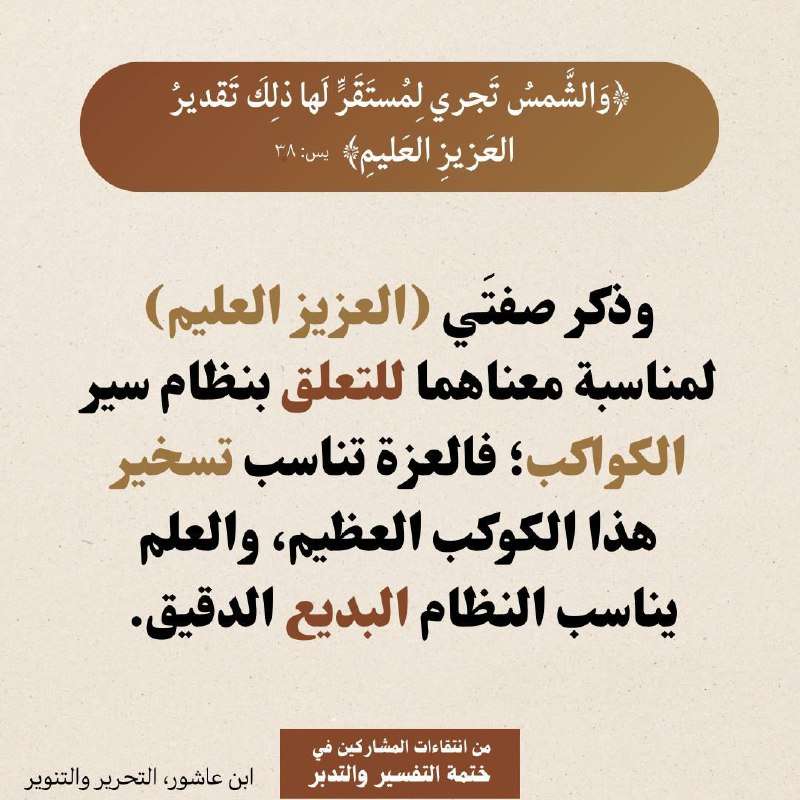 ﴿وَالشَّمسُ تَجري لِمُستَقَرٍّ لَها ذلِكَ تَقديرُ
العَزيزِ العَليمِ﴾ يس: ٣٨
وذكر صفتَي (العزيز العليم)
لمناسبة معناهما للتعلق بنظام سير
الكواكب؛ فالعزة تناسب تسخير
هذا الكوكب العظيم، والعلم
يناسب النظام البديع الدقيق.
من انتقاءات المشاركين في
ختمة التفسير والتدبر
ابن عاشور، التحرير والتنوير